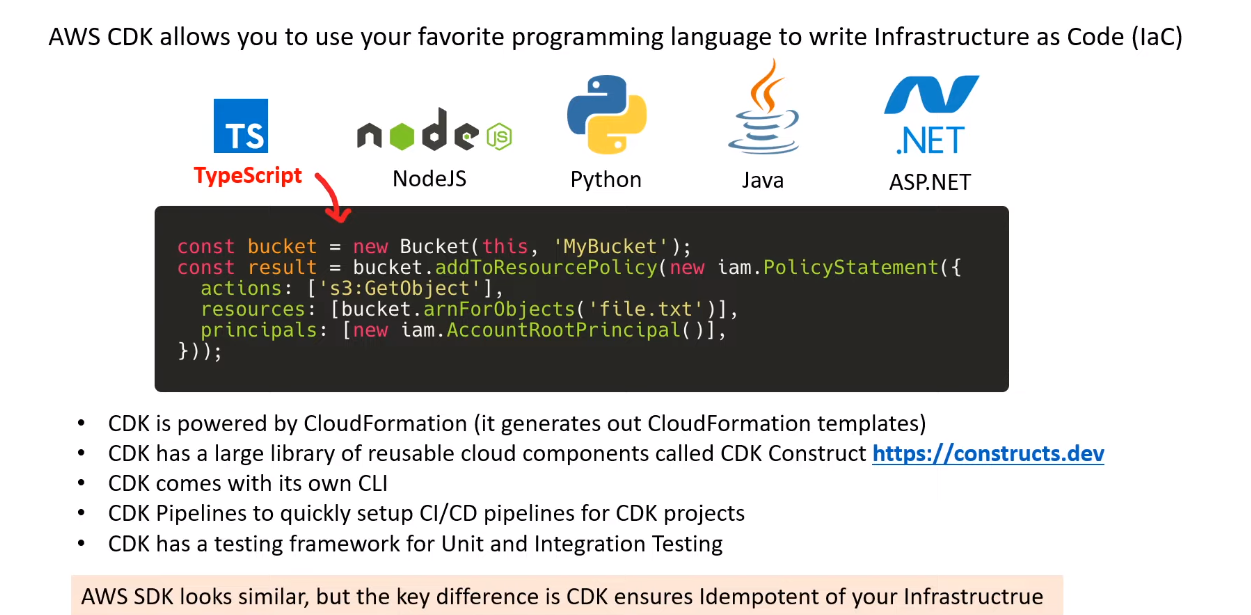 AWS CDK allows you to use your favorite programming language to write Infrastructure as Code (IaC)
TS
node JS
.NET
TypeScript
NodeJS
Python
Java
ASP.NET
const bucket = new Bucket(this, 'MyBucket');
const result = bucket.addToResourcePolicy(new iam.PolicyStatement({
  actions: ['s3:GetObject'],
  resources: [bucket.arnForObjects('file.txt')],
  principals: [new iam.AccountRootPrincipal()],
}));
• CDK is powered by CloudFormation (it generates out CloudFormation templates)
• CDK has a large library of reusable cloud components called CDK Construct https://constructs.dev
• CDK comes with its own CLI
• CDK Pipelines to quickly setup CI/CD pipelines for CDK projects
• CDK has a testing framework for Unit and Integration Testing
AWS SDK looks similar, but the key difference is CDK ensures Idempotent of your Infrastructrue